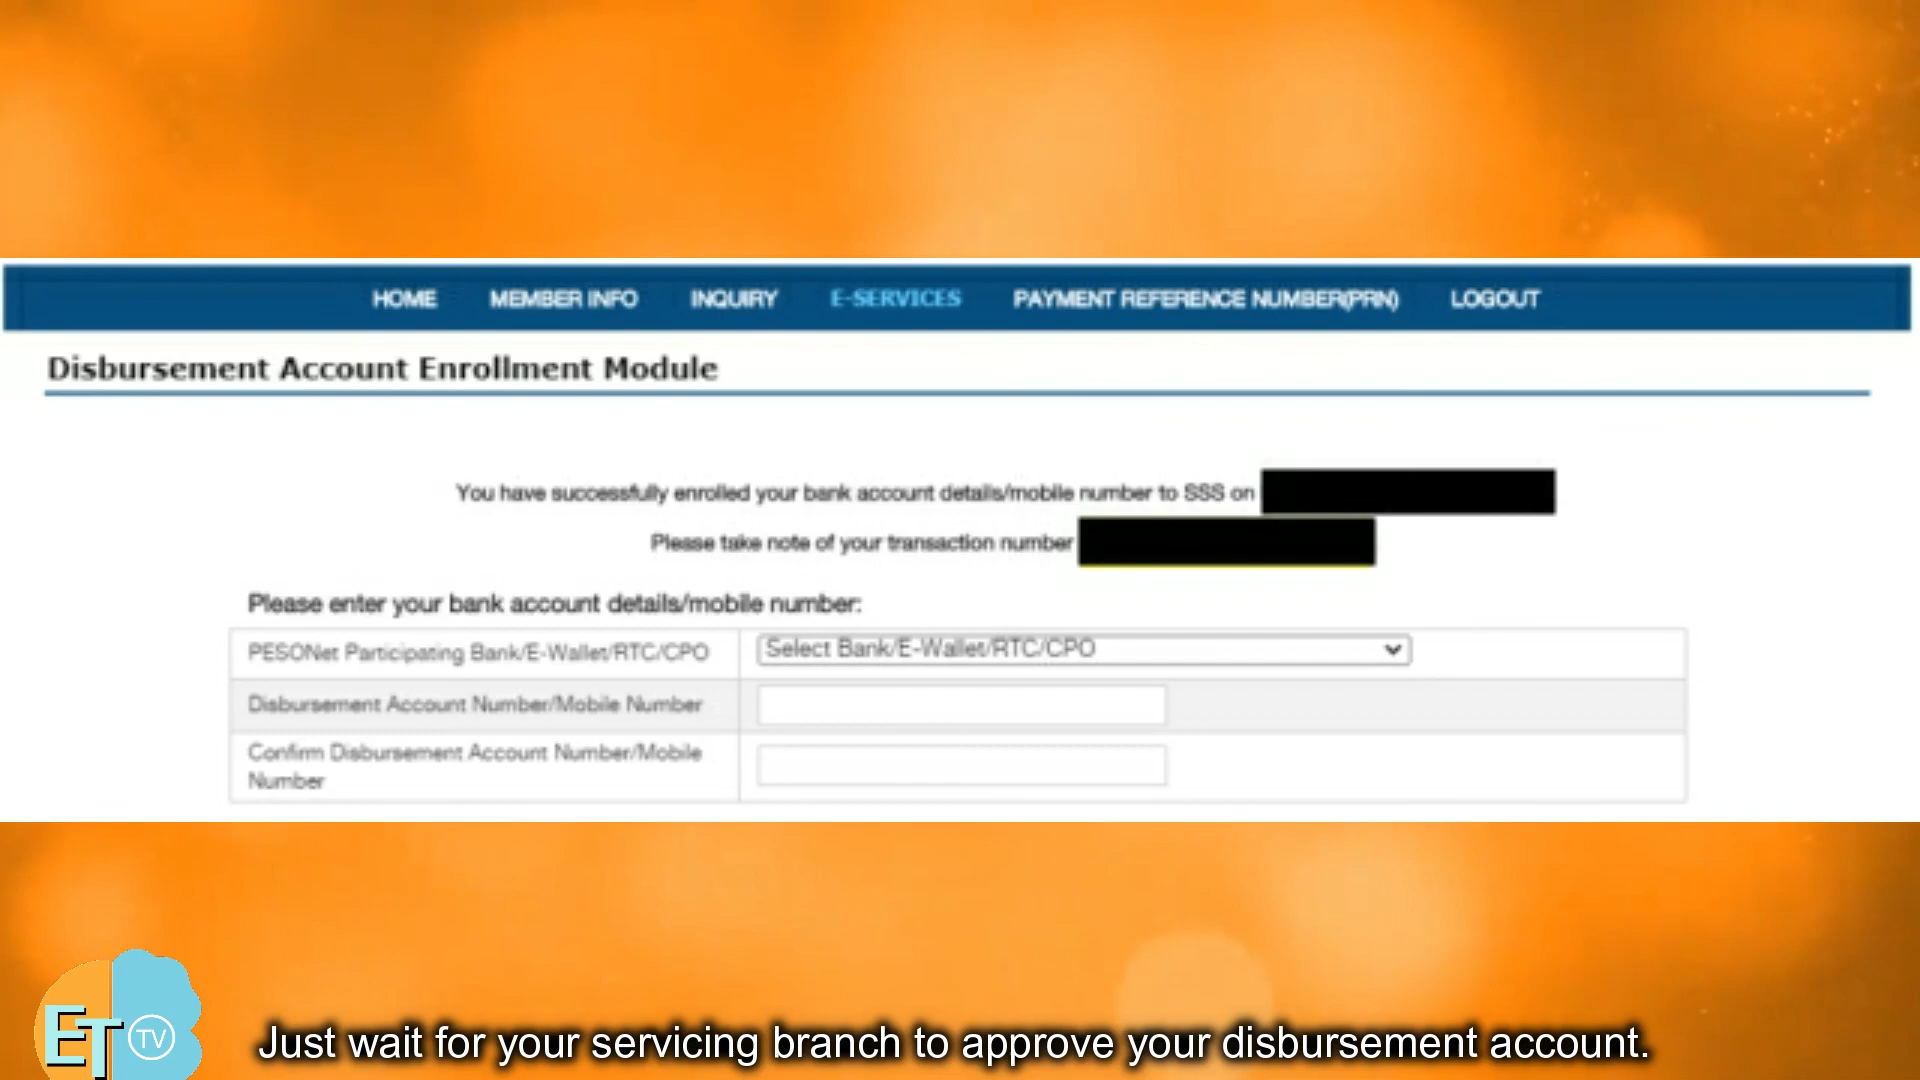 HOME MEMBER INFO INQUIRY E-SERVICES PAYMENT REFERENCE NUMBER(PRN) LOGOUT
Disbursement Account Enrollment Module
You have successfully enrolled your bank account details/mobile number to SSS on
Please take note of your transaction number
Please enter your bank account details/mobile number:
PESONet Participating Bank/E-Wallet/RTC/CPO Select Bank/E-Wallet/RTC/CPO
Disbursement Account Number/Mobile Number
Confirm Disbursement Account Number/Mobile
Number
ET TV
Just wait for your servicing branch to approve your disbursement account.